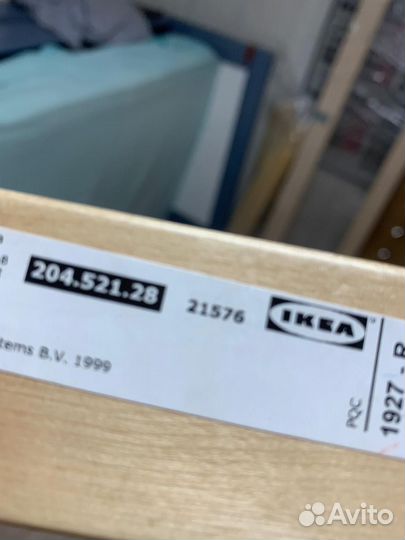 204.521.28
21576
IKEA
tems B.V. 1999
PQC
1927 - R
Avito